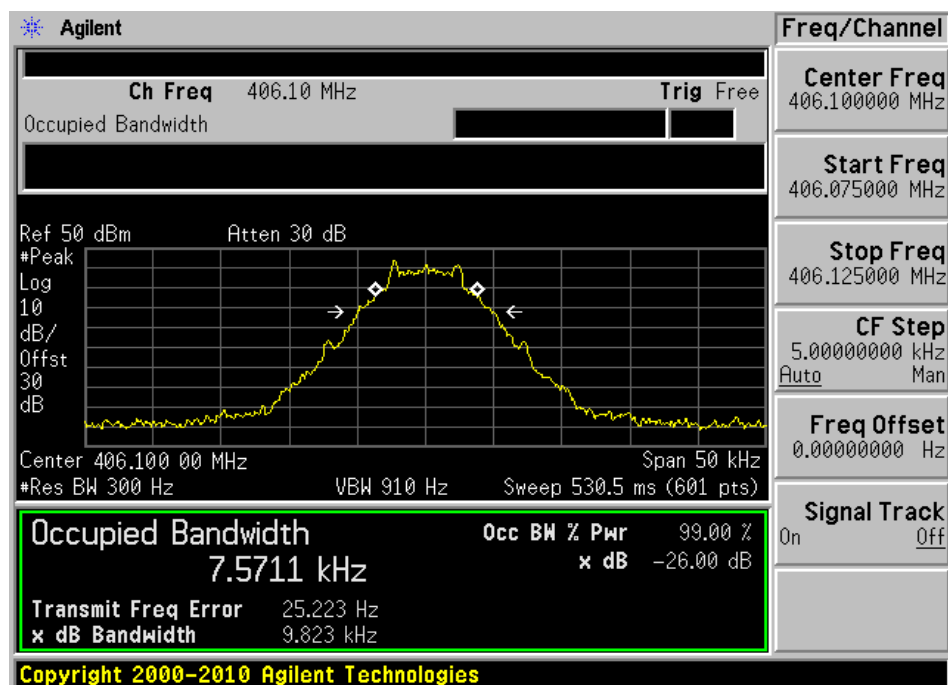 Agilent
Freq/Channel
Ch Freq 406.10 MHz Trig Free
Occupied Bandwidth
Center Freq
406.100000 MHz
Start Freq
406.075000 MHz
Stop Freq
406.125000 MHz
CF Step
5.00000000 kHz
Auto Man
Freq Offset
0.00000000 Hz
Signal Track
On Off
Ref 50 dBm Atten 30 dB
#Peak
Log
10
dB/
Offst
30
dB
Center 406.100 00 MHz Span 50 kHz
#Res BW 300 Hz VBW 910 Hz Sweep 530.5 ms (601 pts)
Occupied Bandwidth Occ BW % Pwr 99.00 %
7.5711 kHz x dB -26.00 dB
Transmit Freq Error 25.223 Hz
x dB Bandwidth 9.823 kHz
Copyright 2000-2010 Agilent Technologies